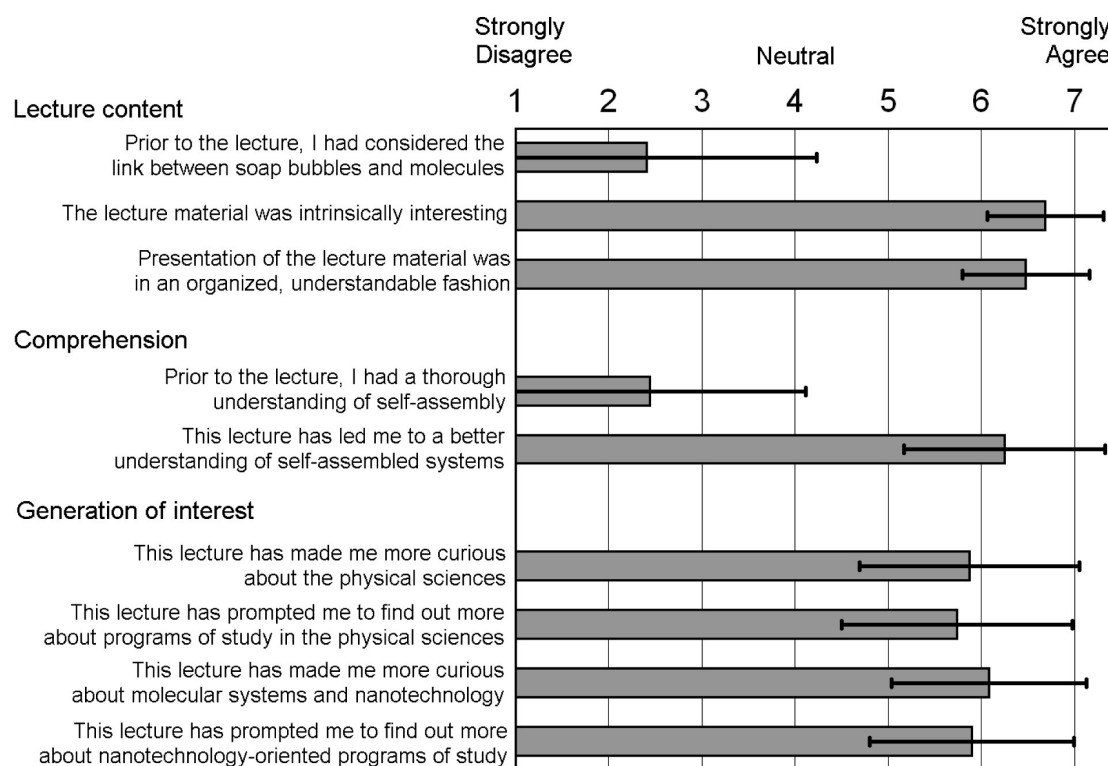 Strongly Disagree
Neutral
Strongly Agree
1 2 3 4 5 6 7
Lecture content
Prior to the lecture, I had considered the
link between soap bubbles and molecules
The lecture material was intrinsically interesting
Presentation of the lecture material was
in an organized, understandable fashion
Comprehension
Prior to the lecture, I had a thorough
understanding of self-assembly
This lecture has led me to a better
understanding of self-assembled systems
Generation of interest
This lecture has made me more curious
about the physical sciences
This lecture has prompted me to find out more
about programs of study in the physical sciences
This lecture has made me more curious
about molecular systems and nanotechnology
This lecture has prompted me to find out more
about nanotechnology-oriented programs of study